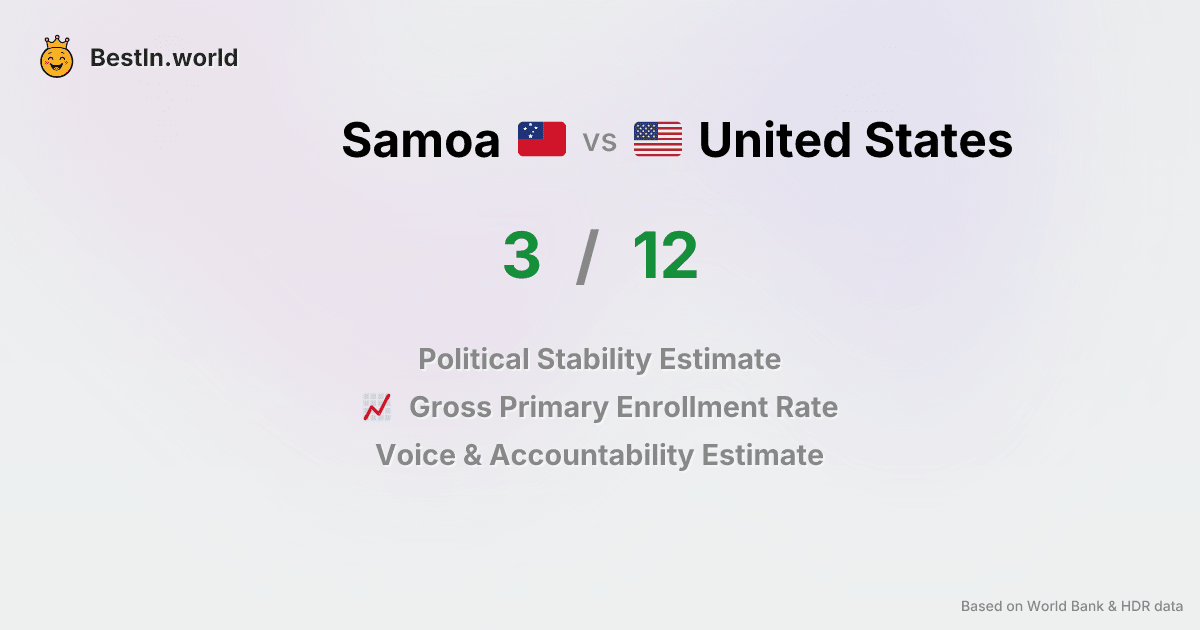 BestIn.world
Samoa vs United States
3 / 12
Political Stability Estimate
Gross Primary Enrollment Rate
Voice & Accountability Estimate
Based on World Bank & HDR data